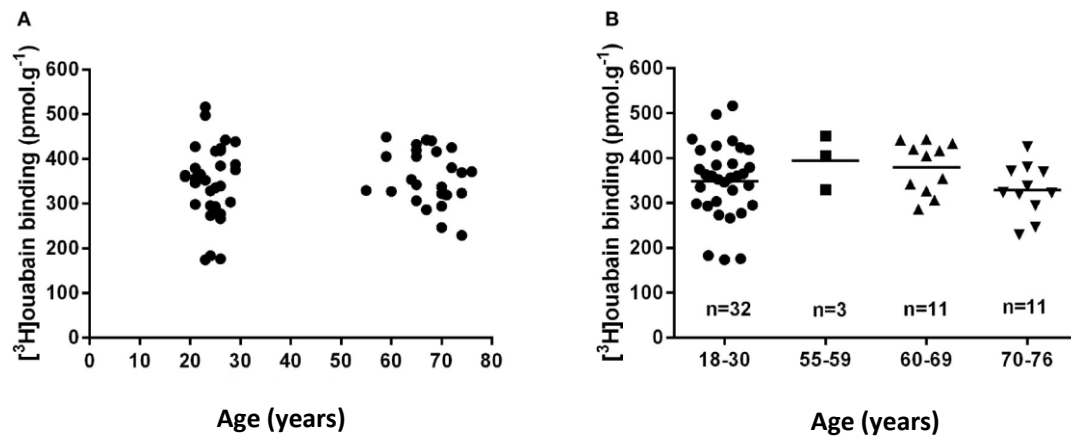 A
[³H]ouabain binding (pmol.g⁻¹)
600
500
400
300
200
100
0
0 10 20 30 40 50 60 70 80
Age (years)
B
[³H]ouabain binding (pmol.g⁻¹)
600
500
400
300
200
100
0
n=32 n=3 n=11 n=11
18-30 55-59 60-69 70-76
Age (years)